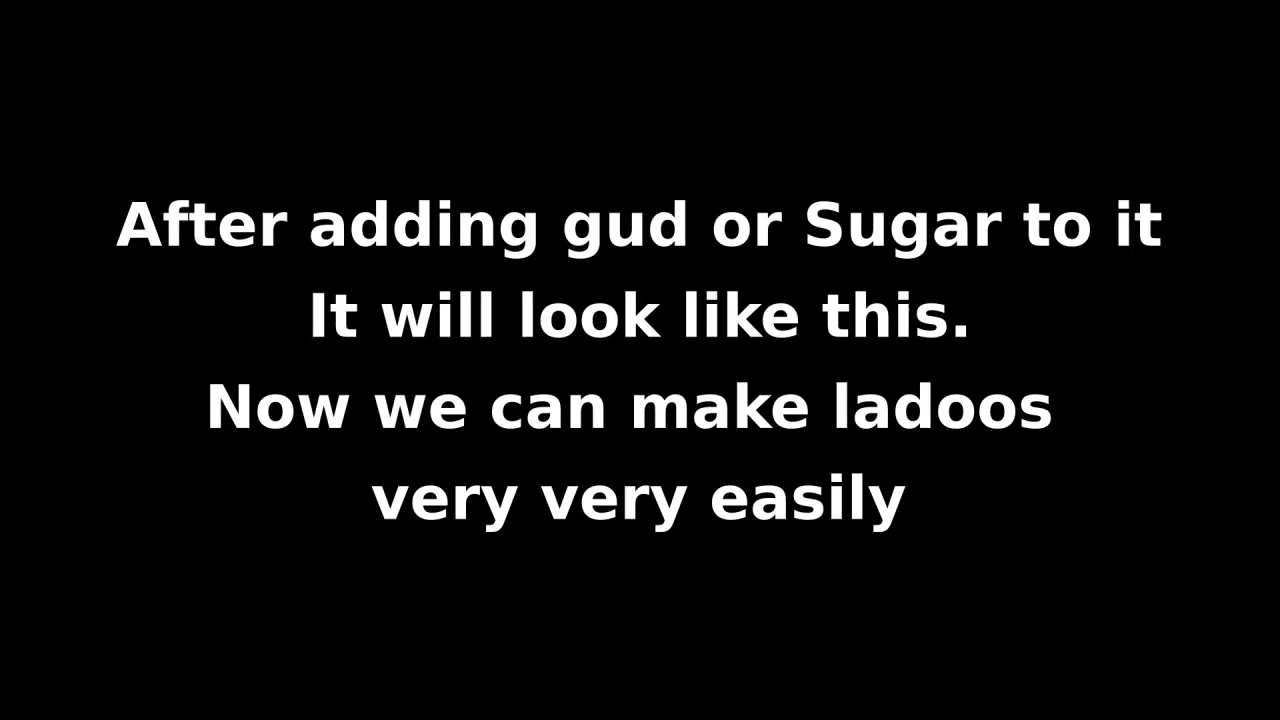 After adding gud or Sugar to it
It will look like this.
Now we can make ladoos
very very easily